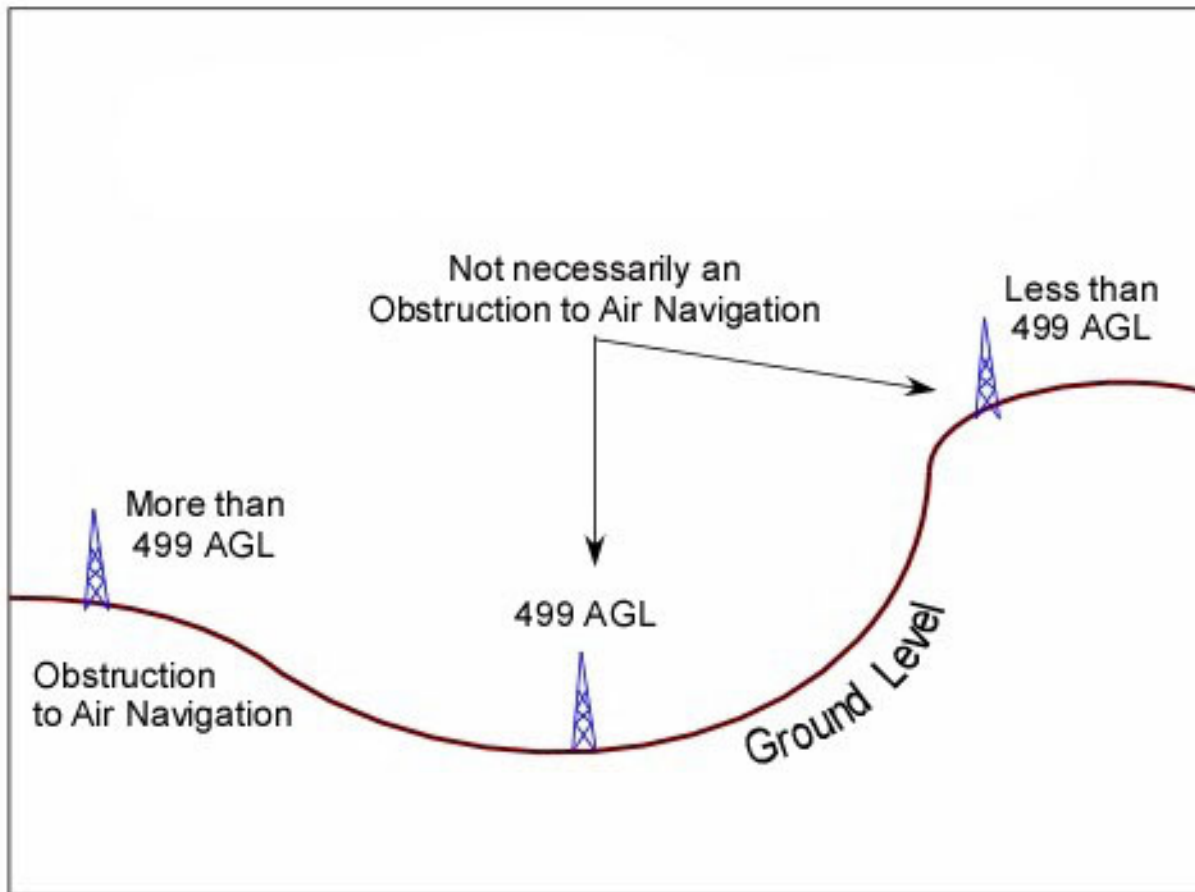 Not necessarily an
Obstruction to Air Navigation
Less than
499 AGL
More than
499 AGL
499 AGL
Obstruction
to Air Navigation
Ground Level